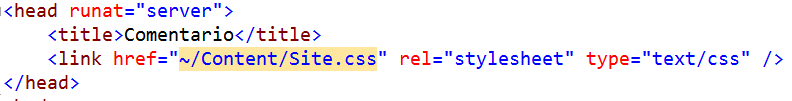 <head runat="server">
<title>Comentario</title>
<link href="~/Content/Site.css" rel="stylesheet" type="text/css" />
</head>